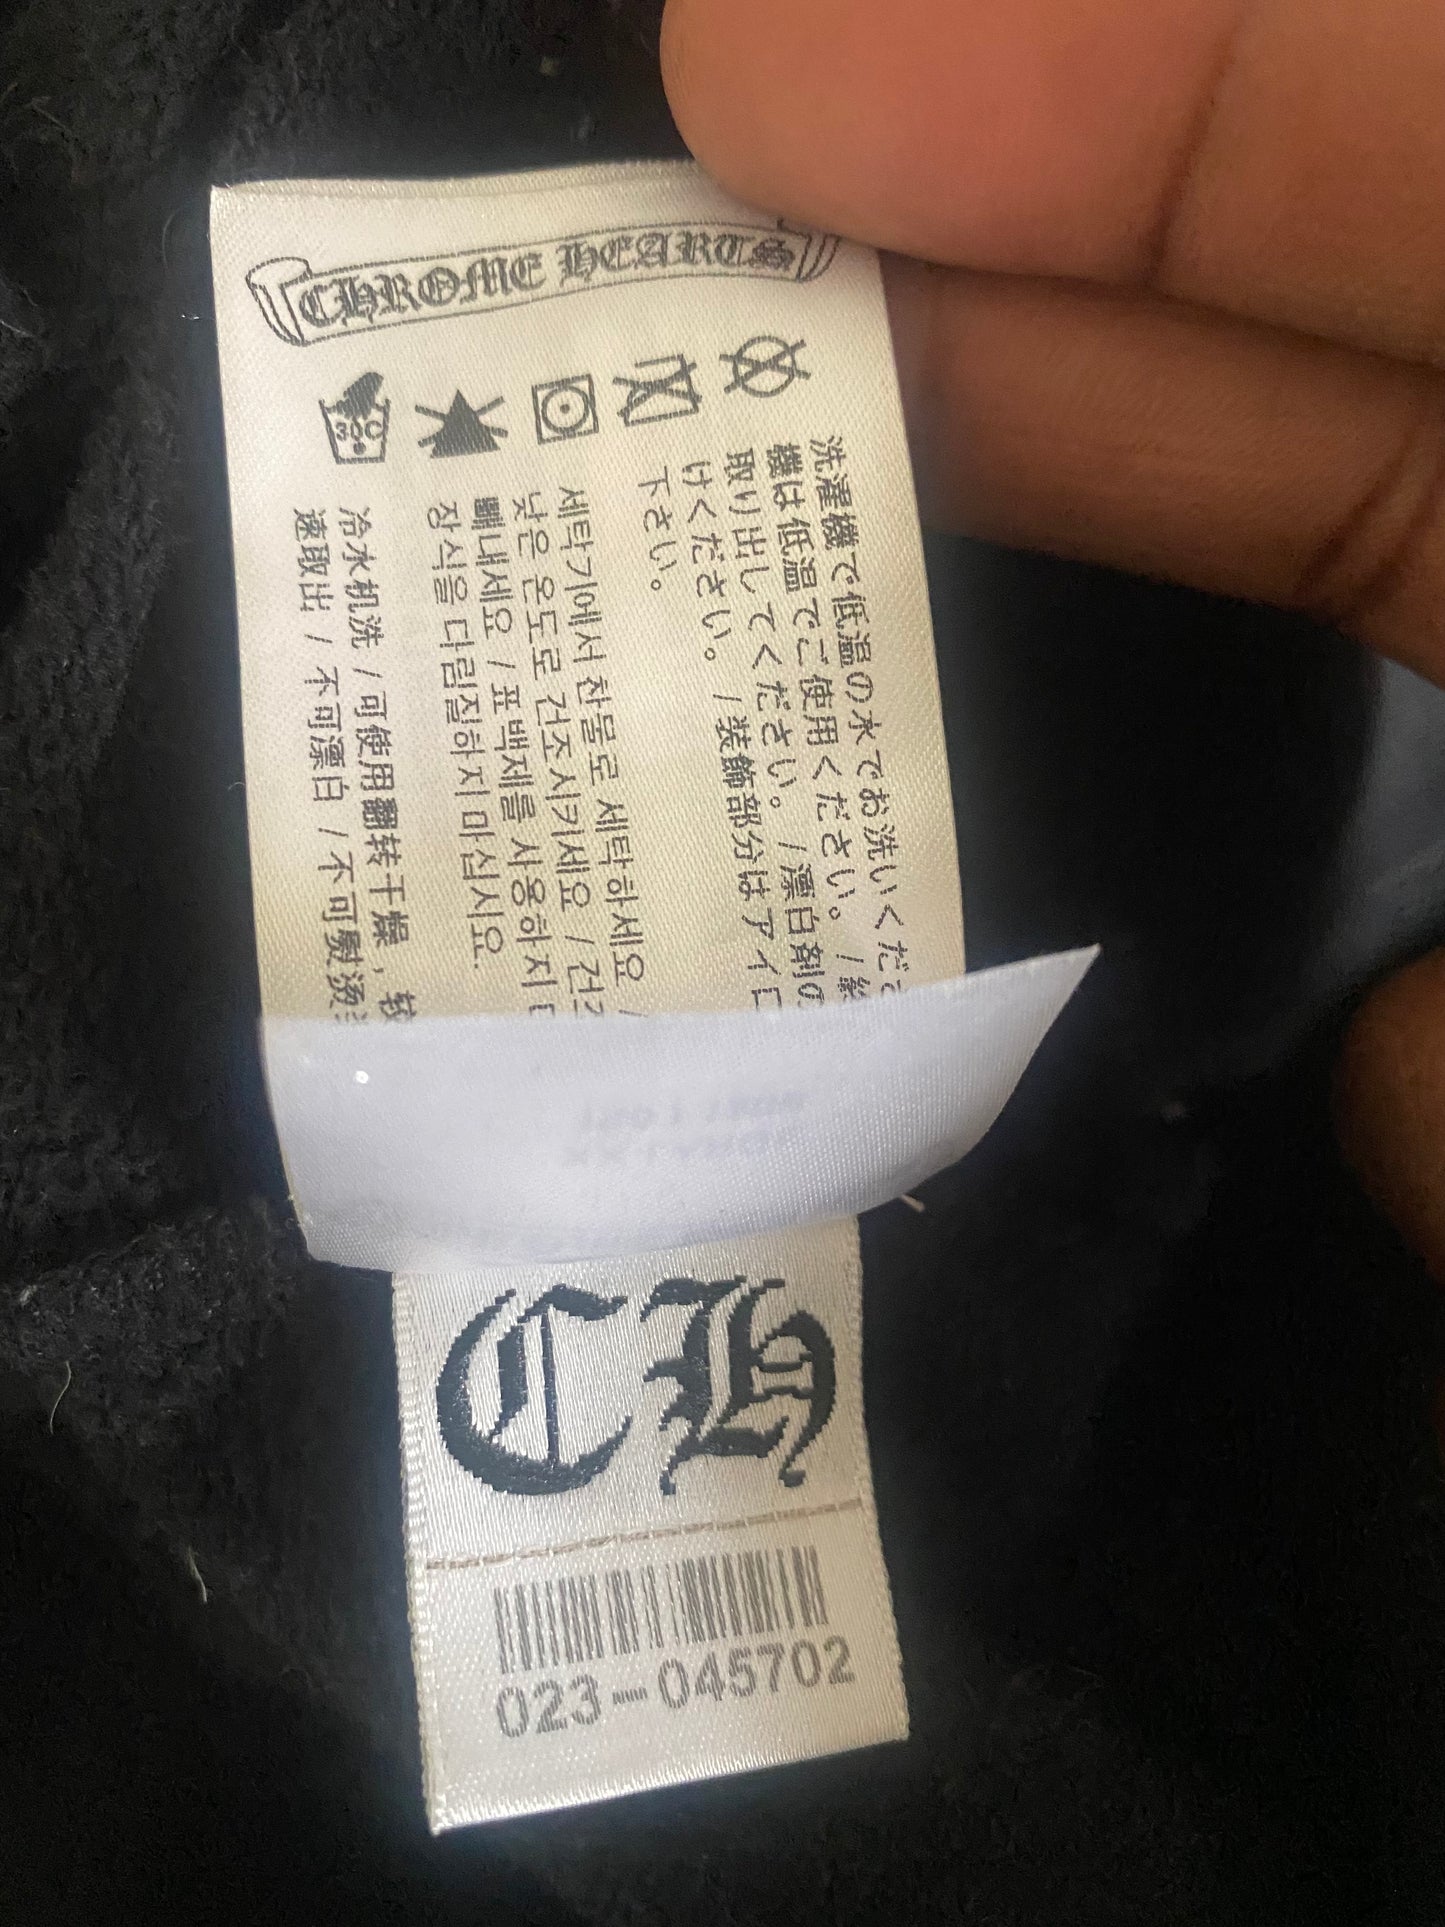 CHROME HEARTS
30C
洗濯機で低温の水でお洗いくださ
機は低温でご使用ください。/漂白剤の
取り出してください。
けください。/装飾部分はアイロ
下さい。
세탁기에서 찬물로 세탁하세요 /
낮은 온도로 건조시키세요 /건
빼내세요 / 표백제를 사용하지
장식을 다림질하지 마십시요.
冷水机洗 / 可使用翻转干燥, 较
速取出 / 不可漂白 / 不可熨烫
CH
023-045702